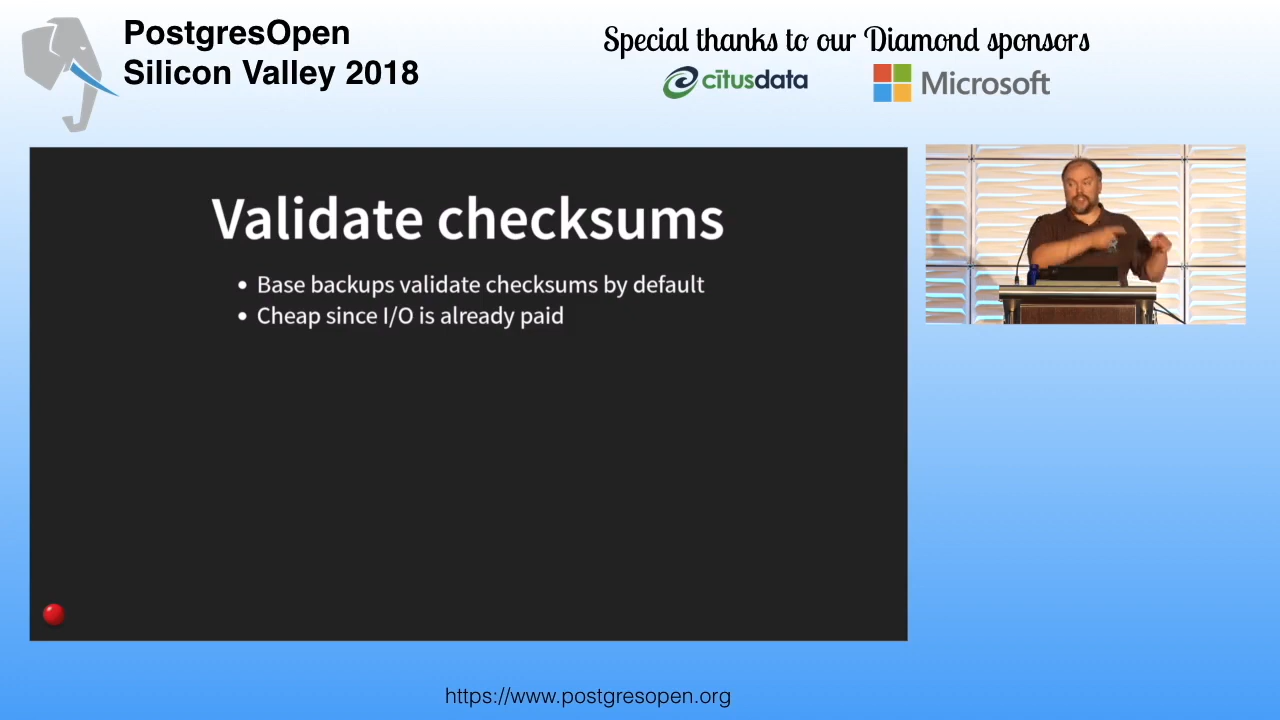 PostgresOpen
Silicon Valley 2018
Special thanks to our Diamond sponsors
citusdata
Microsoft
Validate checksums
• Base backups validate checksums by default
• Cheap since I/O is already paid
https://www.postgresopen.org